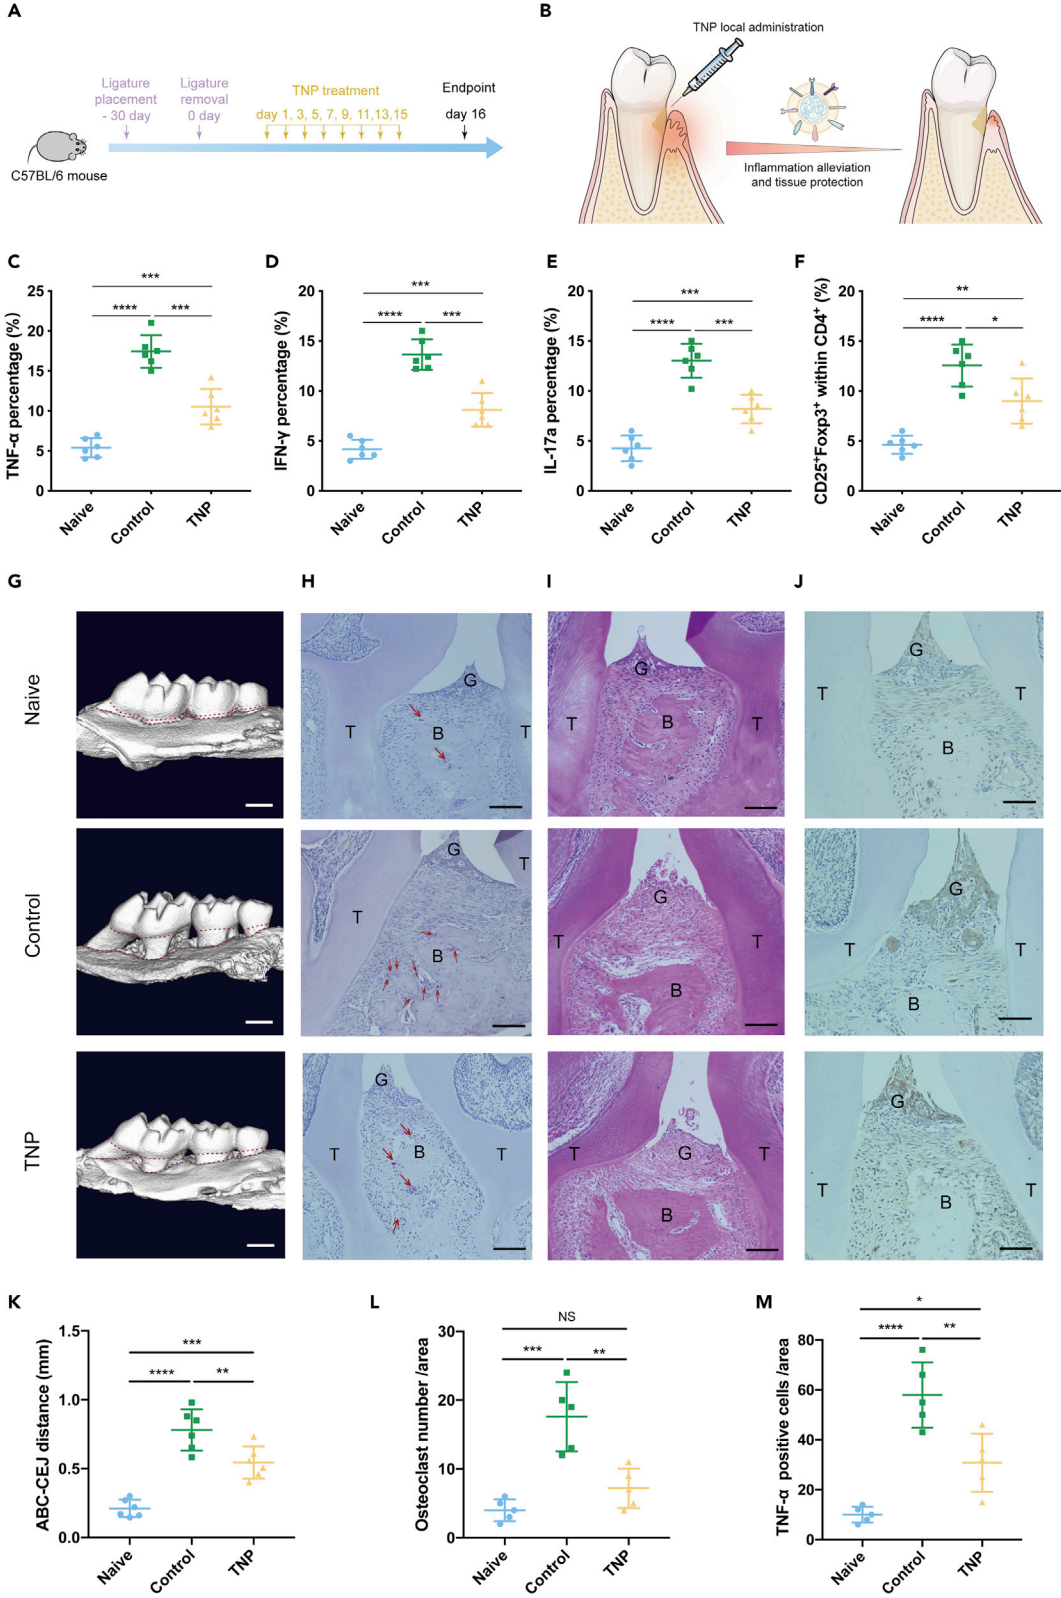 A
Ligature
placement
- 30 day
Ligature
removal
0 day
TNP treatment
day 1, 3, 5, 7, 9, 11,13,15
Endpoint
day 16
C57BL/6 mouse
B
TNP local administration
Inflammation alleviation
and tissue protection
C
TNF-α percentage (%)
25
20
15
10
5
0
***
****
***
Naive
Control
TNP
D
IFN-γ percentage (%)
20
15
10
5
0
***
****
***
Naive
Control
TNP
E
IL-17a percentage (%)
20
15
10
5
0
***
****
***
Naive
Control
TNP
F
CD25⁺Foxp3⁺ within CD4⁺ (%)
20
15
10
5
0
**
****
*
Naive
Control
TNP
G
H
I
J
Naive
G
B
T
T
G
B
T
T
G
B
T
T
Control
G
B
T
T
G
B
T
T
G
B
T
T
TNP
G
B
T
T
G
B
T
T
G
B
T
T
K
ABC-CEJ distance (mm)
1.5
1.0
0.5
0.0
***
****
**
Naive
Control
TNP
L
Osteoclast number /area
30
20
10
0
NS
***
**
Naive
Control
TNP
M
TNF-α positive cells /area
80
60
40
20
0
*
****
**
Naive
Control
TNP